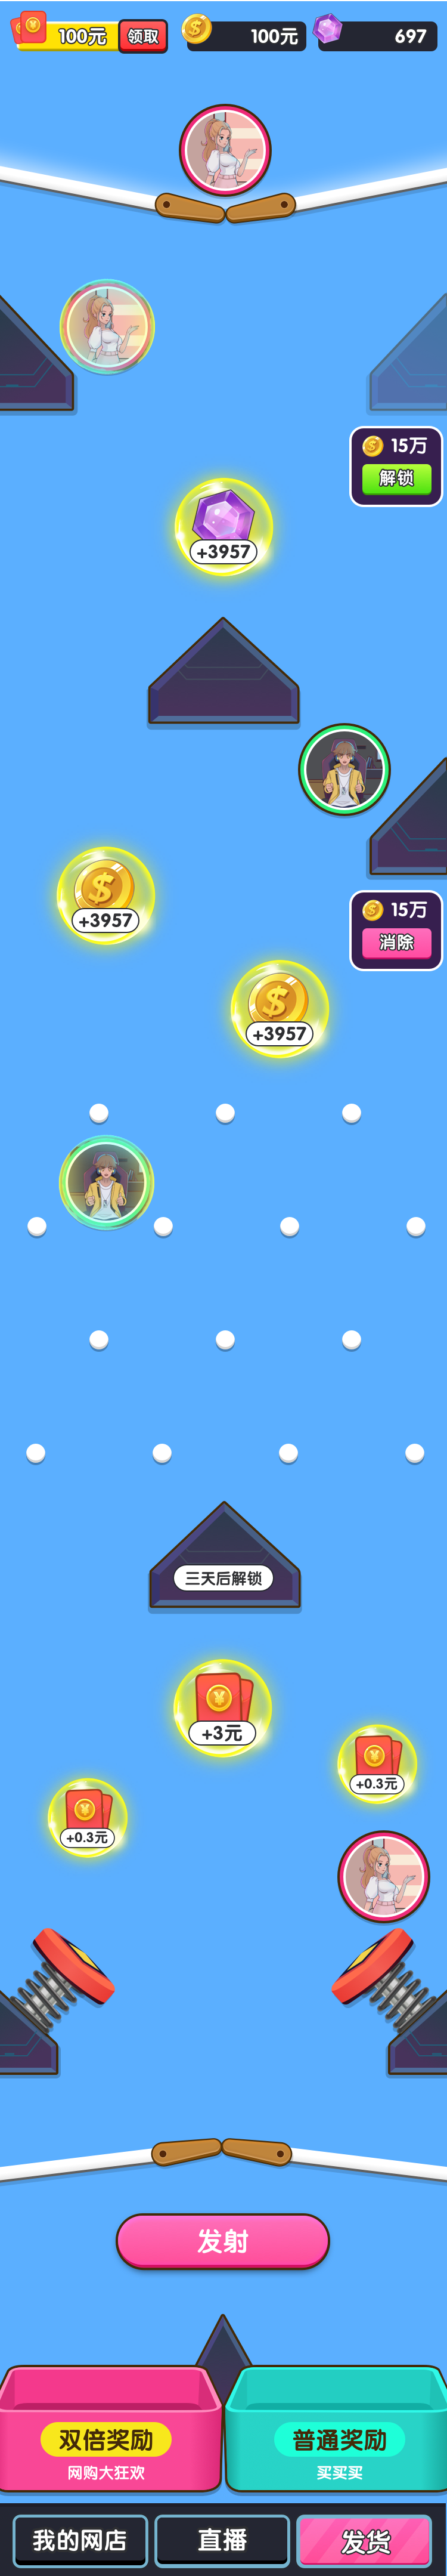 100元
领取
100元
697
15万
解锁
+3957
+3957
15万
消除
+3957
三天后解锁
+3元
+0.3元
+0.3元
发射
双倍奖励
网购大狂欢
普通奖励
买买买
我的网店
直播
发货